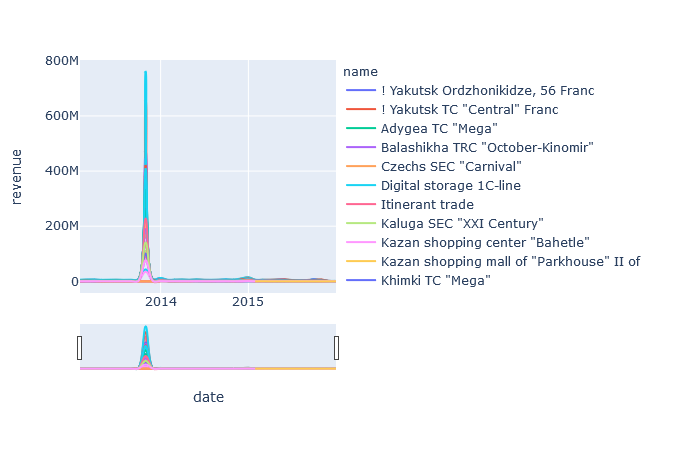 800M
600M
400M
200M
0
revenue
2014
2015
date
name
! Yakutsk Ordzhonikidze, 56 Franc
! Yakutsk TC "Central" Franc
Adygea TC "Mega"
Balashikha TRC "October-Kinomir"
Czechs SEC "Carnival"
Digital storage 1C-line
Itinerant trade
Kaluga SEC "XXI Century"
Kazan shopping center "Bahetle"
Kazan shopping mall of "Parkhouse" II of
Khimki TC "Mega"